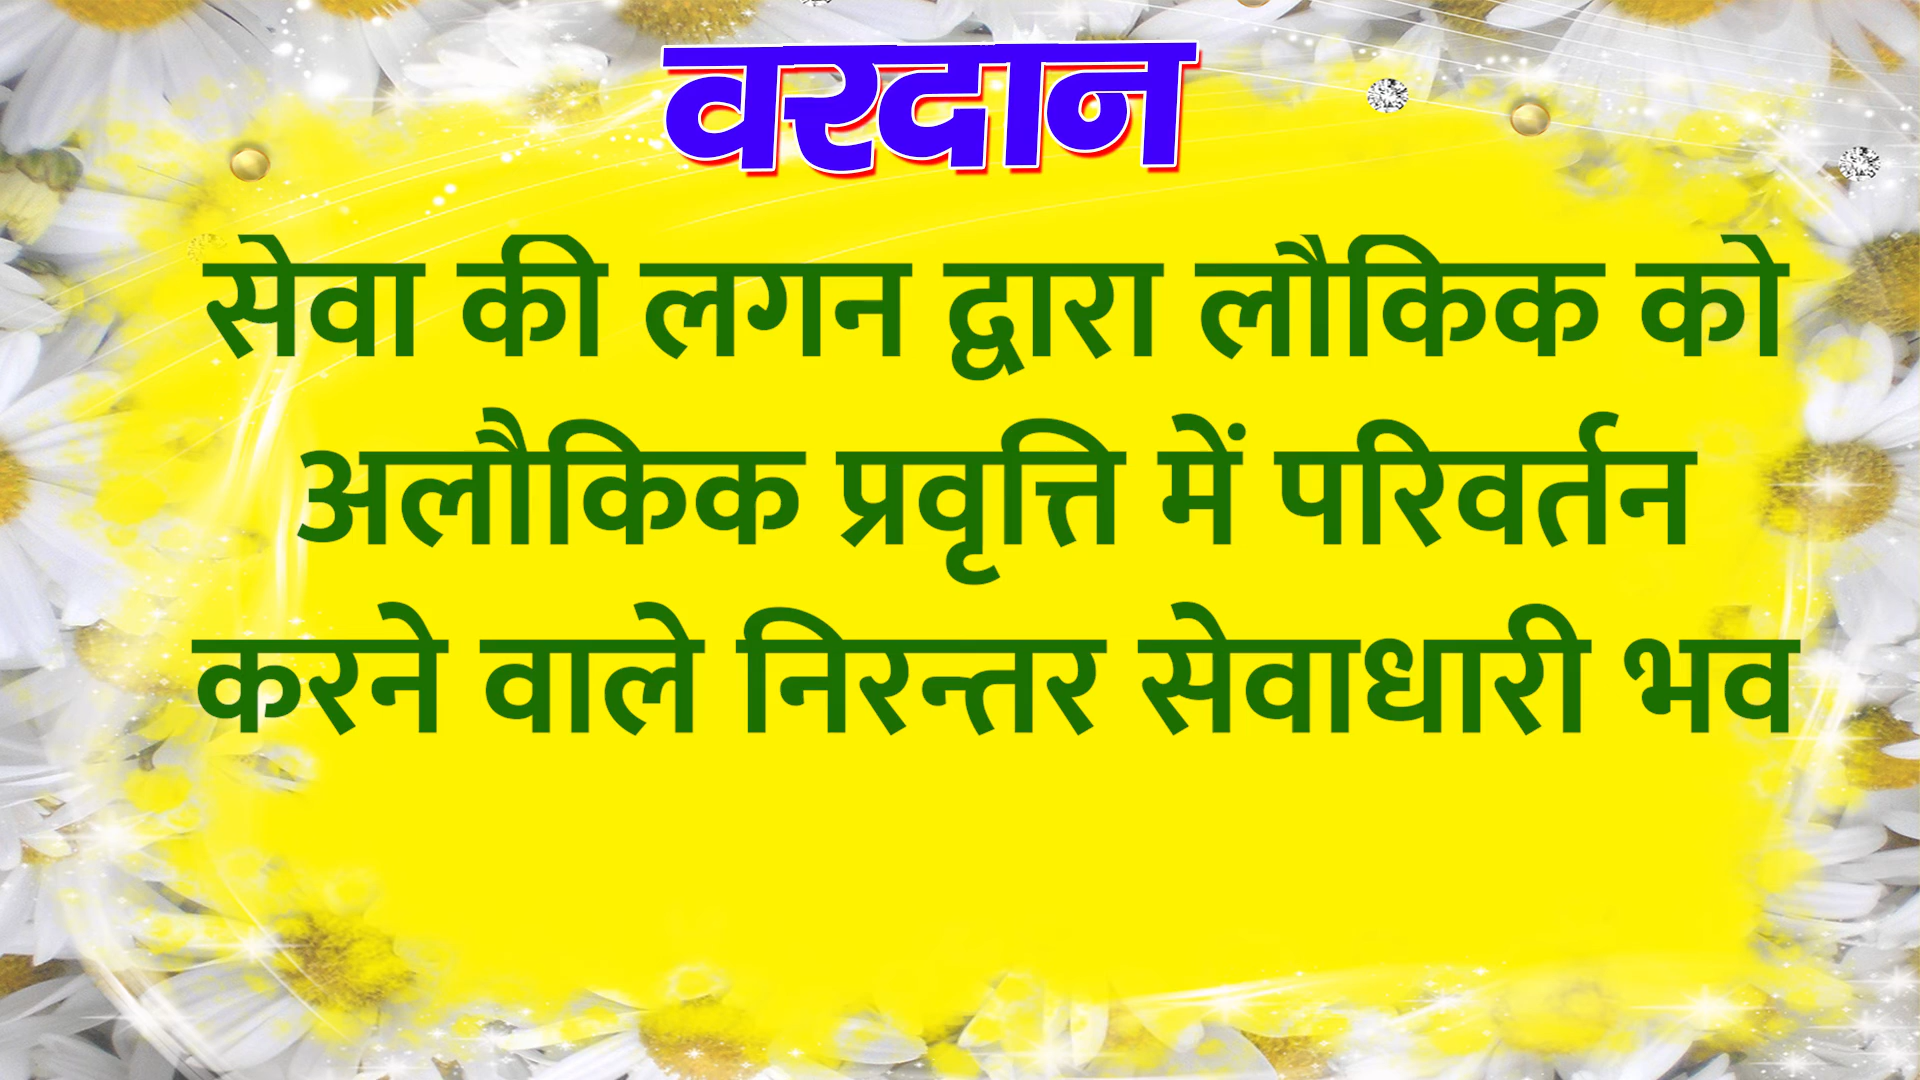 वरदान
सेवा की लगन द्वारा लौकिक को
अलौकिक प्रवृत्ति में परिवर्तन
करने वाले निरन्तर सेवाधारी भव